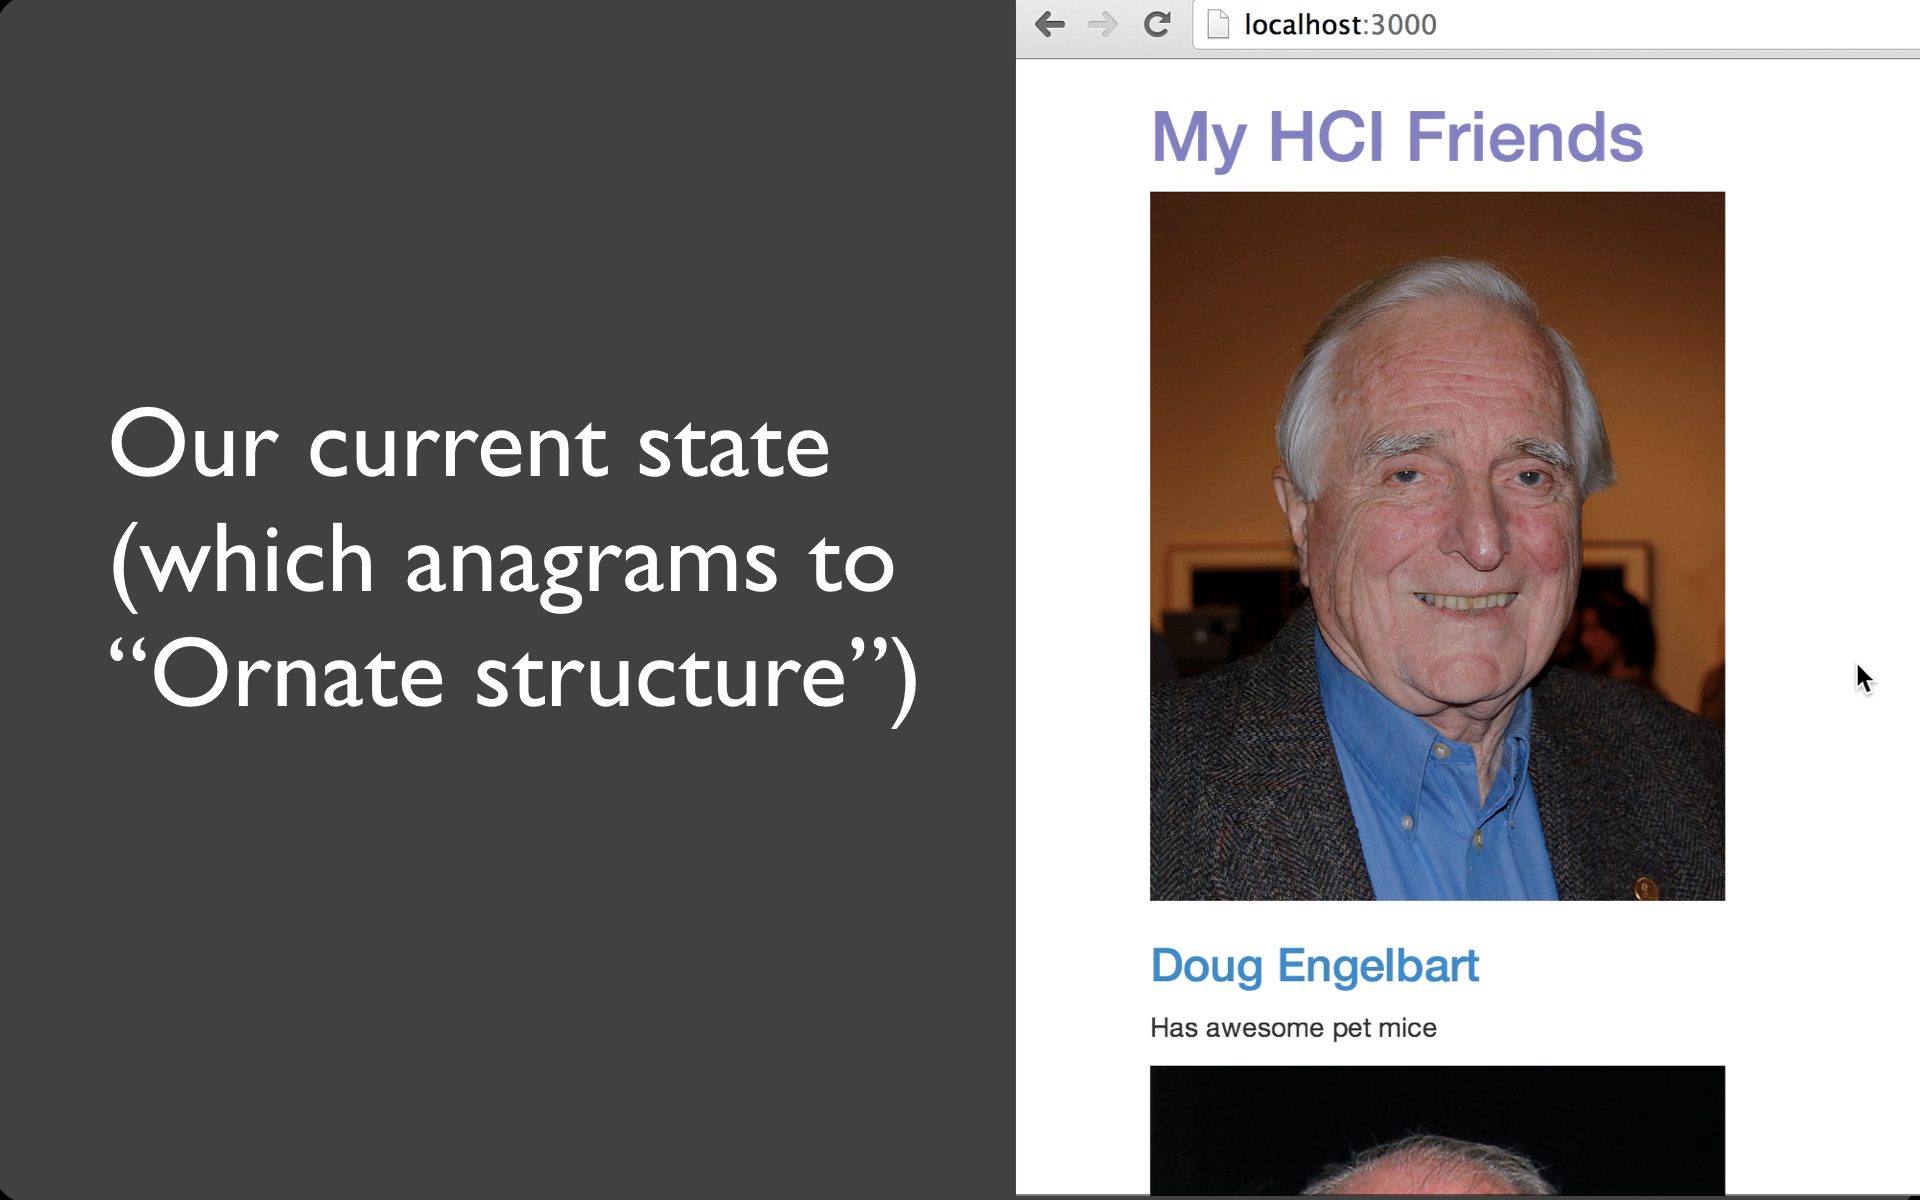 Our current state
(which anagrams to
“Ornate structure”)
localhost:3000
My HCI Friends
Doug Engelbart
Has awesome pet mice